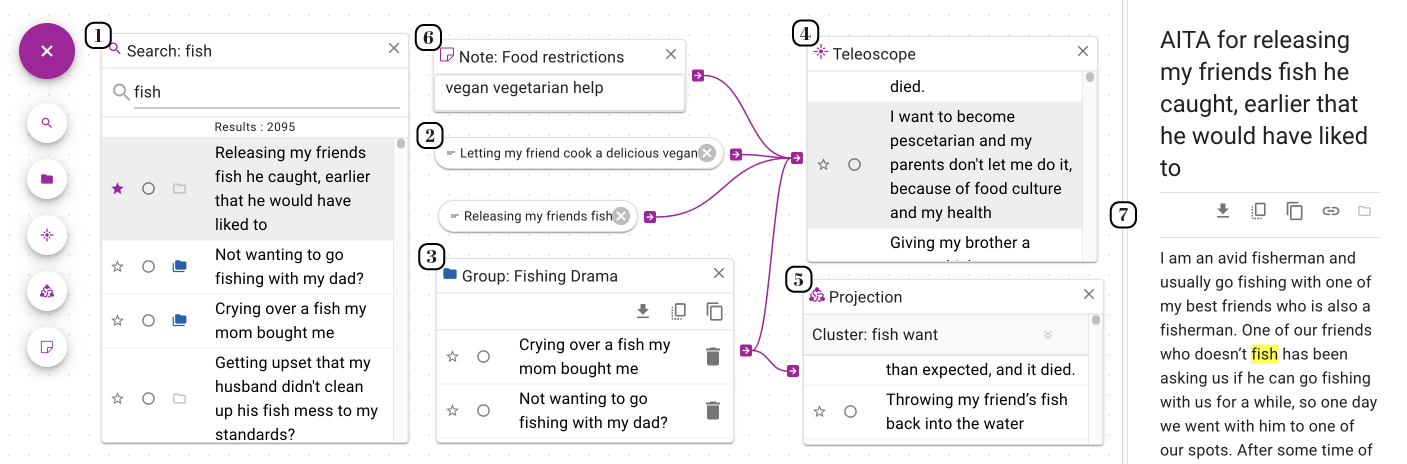 1
Search: fish
fish
Results : 2095
Releasing my friends
fish he caught, earlier
that he would have
liked to
Not wanting to go
fishing with my dad?
Crying over a fish my
mom bought me
Getting upset that my
husband didn't clean
up his fish mess to my
standards?
6
Note: Food restrictions
vegan vegetarian help
2
Letting my friend cook a delicious vegan
Releasing my friends fish
3
Group: Fishing Drama
Crying over a fish my
mom bought me
Not wanting to go
fishing with my dad?
4
Teleoscope
died.
I want to become
pescetarian and my
parents don't let me do it,
because of food culture
and my health
Giving my brother a
5
Projection
Cluster: fish want
than expected, and it died.
Throwing my friend's fish
back into the water
7
AITA for releasing
my friends fish he
caught, earlier that
he would have liked
to
I am an avid fisherman and
usually go fishing with one of
my best friends who is also a
fisherman. One of our friends
who doesn't fish has been
asking us if he can go fishing
with us for a while, so one day
we went with him to one of
our spots. After some time of